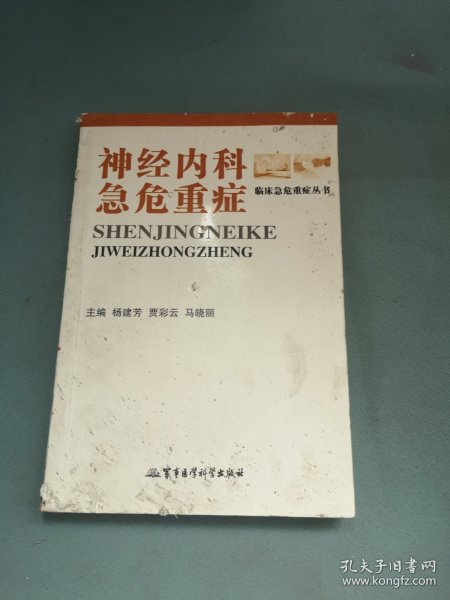 神经内科
急危重症
临床急危重症丛书
SHENJINGNEIKE
JIWEIZHONGZHENG
主编 杨建芳 贾彩云 马晓丽
军事医学科学出版社
孔夫子旧书网
www.kongfz.com